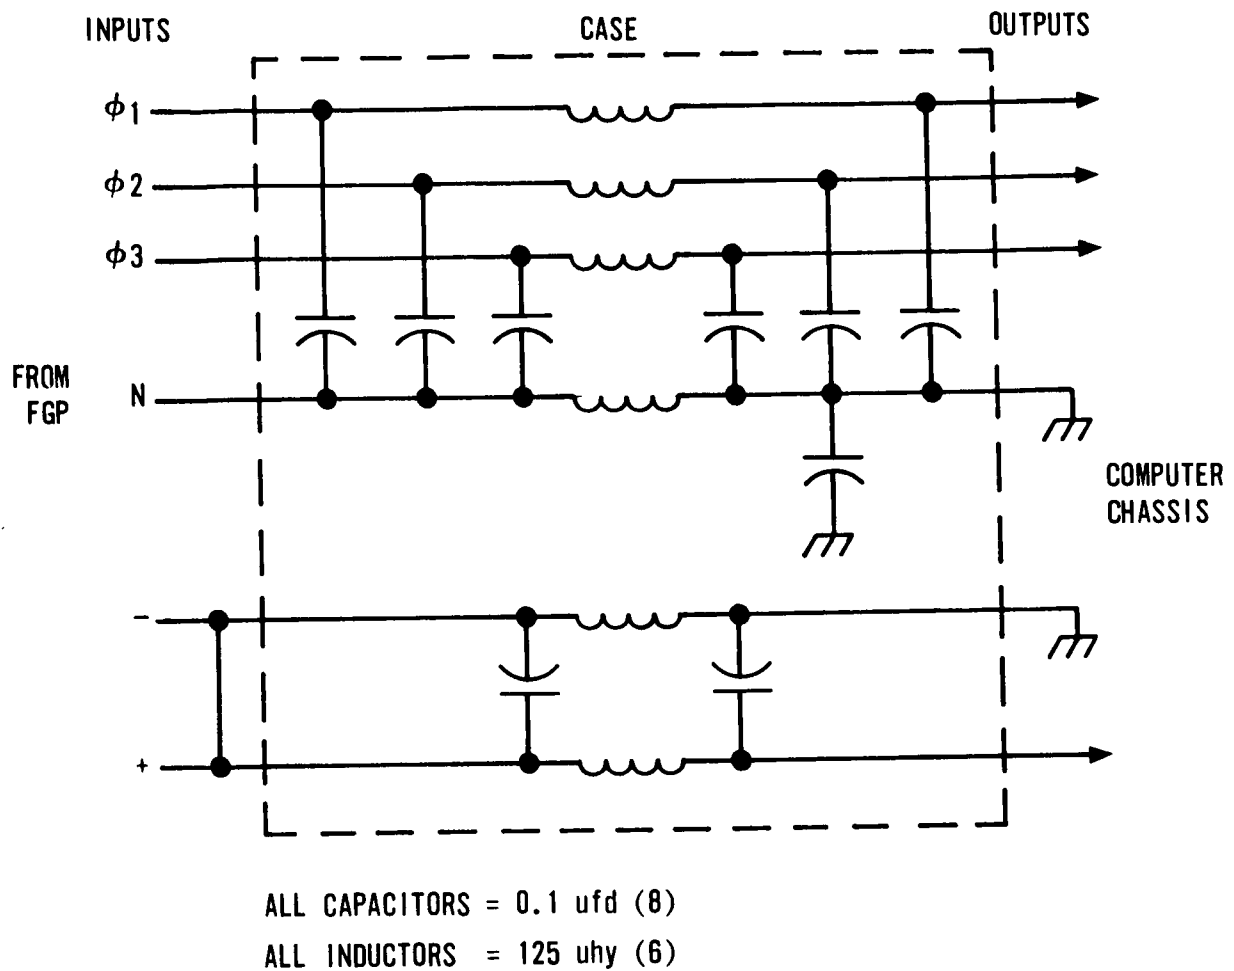 INPUTS
CASE
OUTPUTS
ϕ1
ϕ2
ϕ3
FROM
FGP
N
COMPUTER
CHASSIS
-
+
ALL CAPACITORS = 0.1 ufd (8)
ALL INDUCTORS = 125 uhy (6)